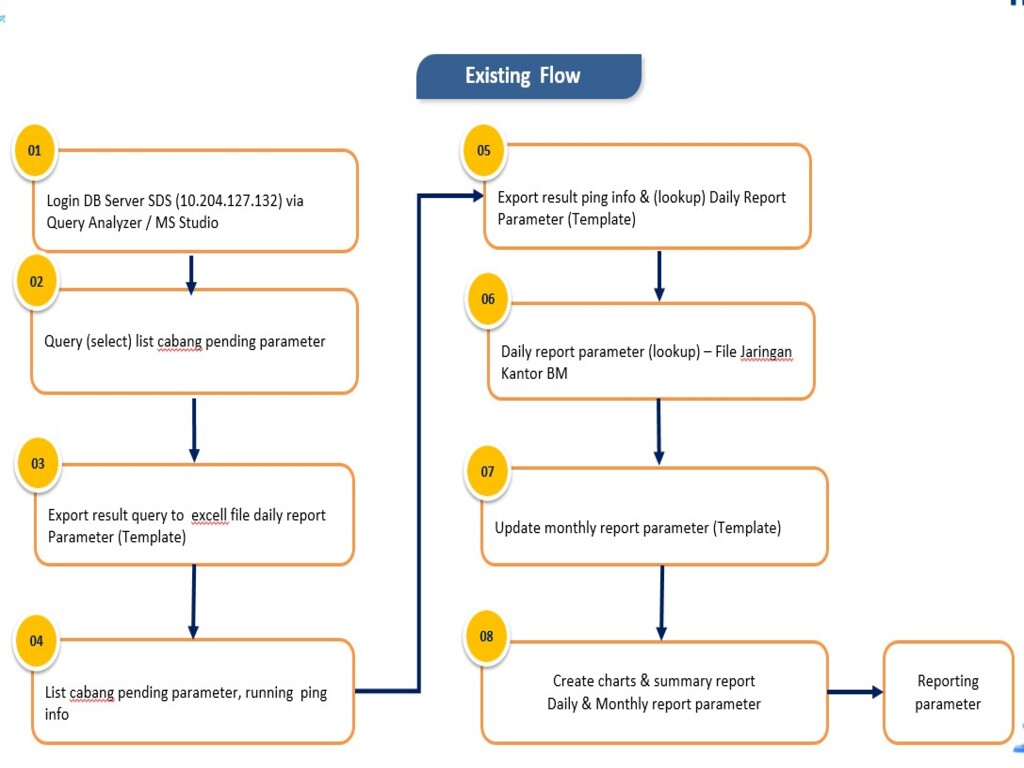 Existing Flow
01
Login DB Server SDS (10.204.127.132) via
Query Analyzer / MS Studio
02
Query (select) list cabang pending parameter
03
Export result query to excell file daily report
Parameter (Template)
04
List cabang pending parameter, running ping
info
05
Export result ping info & (lookup) Daily Report
Parameter (Template)
06
Daily report parameter (lookup) – File Jaringan
Kantor BM
07
Update monthly report parameter (Template)
08
Create charts & summary report
Daily & Monthly report parameter
Reporting
parameter